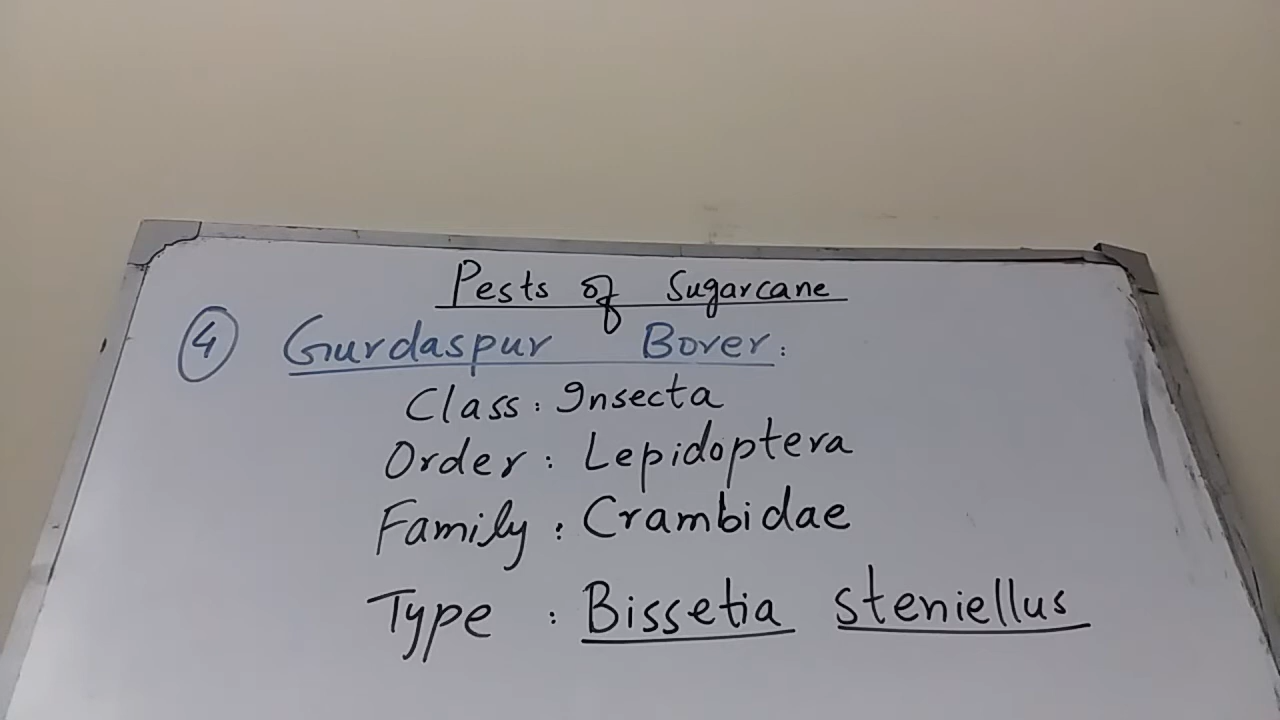 Pests of Sugarcane
4 Gurdaspur Borer:
Class: Insecta
Order: Lepidoptera
Family: Crambidae
Type: Bissetia steniellus